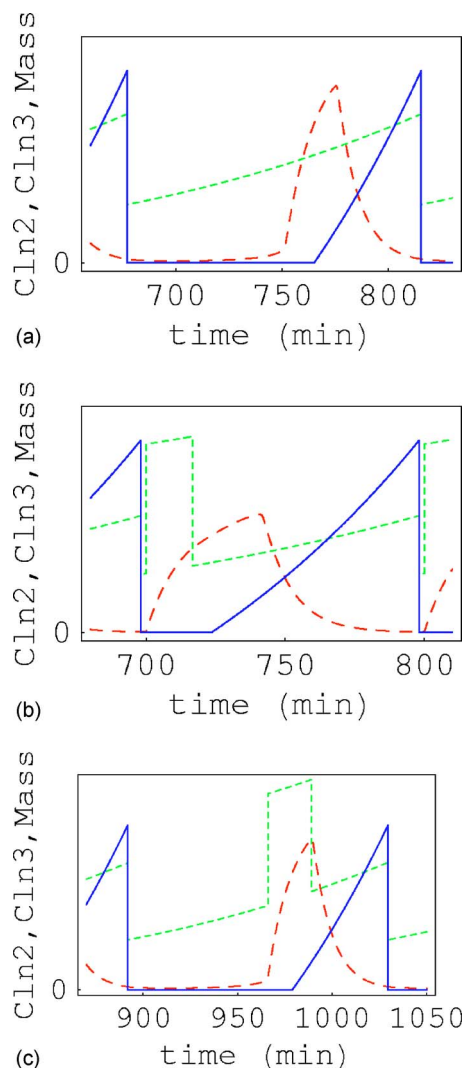 Cln2,Cln3,Mass
0
700 750 800
time (min)
(a)
Cln2,Cln3,Mass
0
700 750 800
time (min)
(b)
Cln2,Cln3,Mass
0
900 950 1000 1050
time (min)
(c)